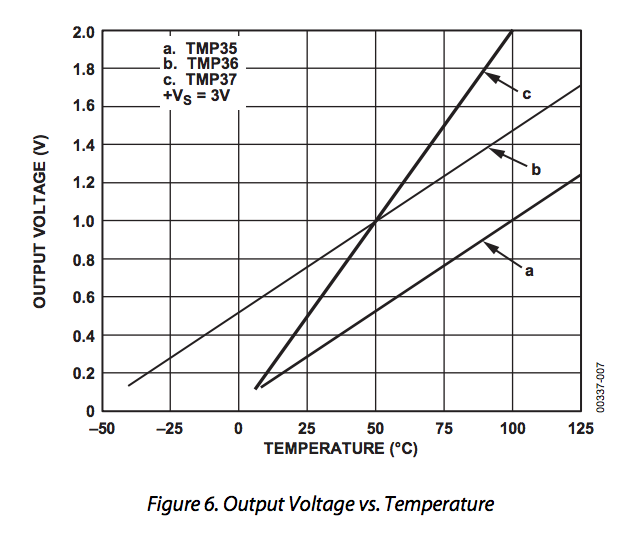 2.0
1.8
1.6
1.4
1.2
1.0
0.8
0.6
0.4
0.2
0
OUTPUT VOLTAGE (V)
a. TMP35
b. TMP36
c. TMP37
+VS = 3V
c
b
a
–50 –25 0 25 50 75 100 125
TEMPERATURE (°C)
00337-007
Figure 6. Output Voltage vs. Temperature